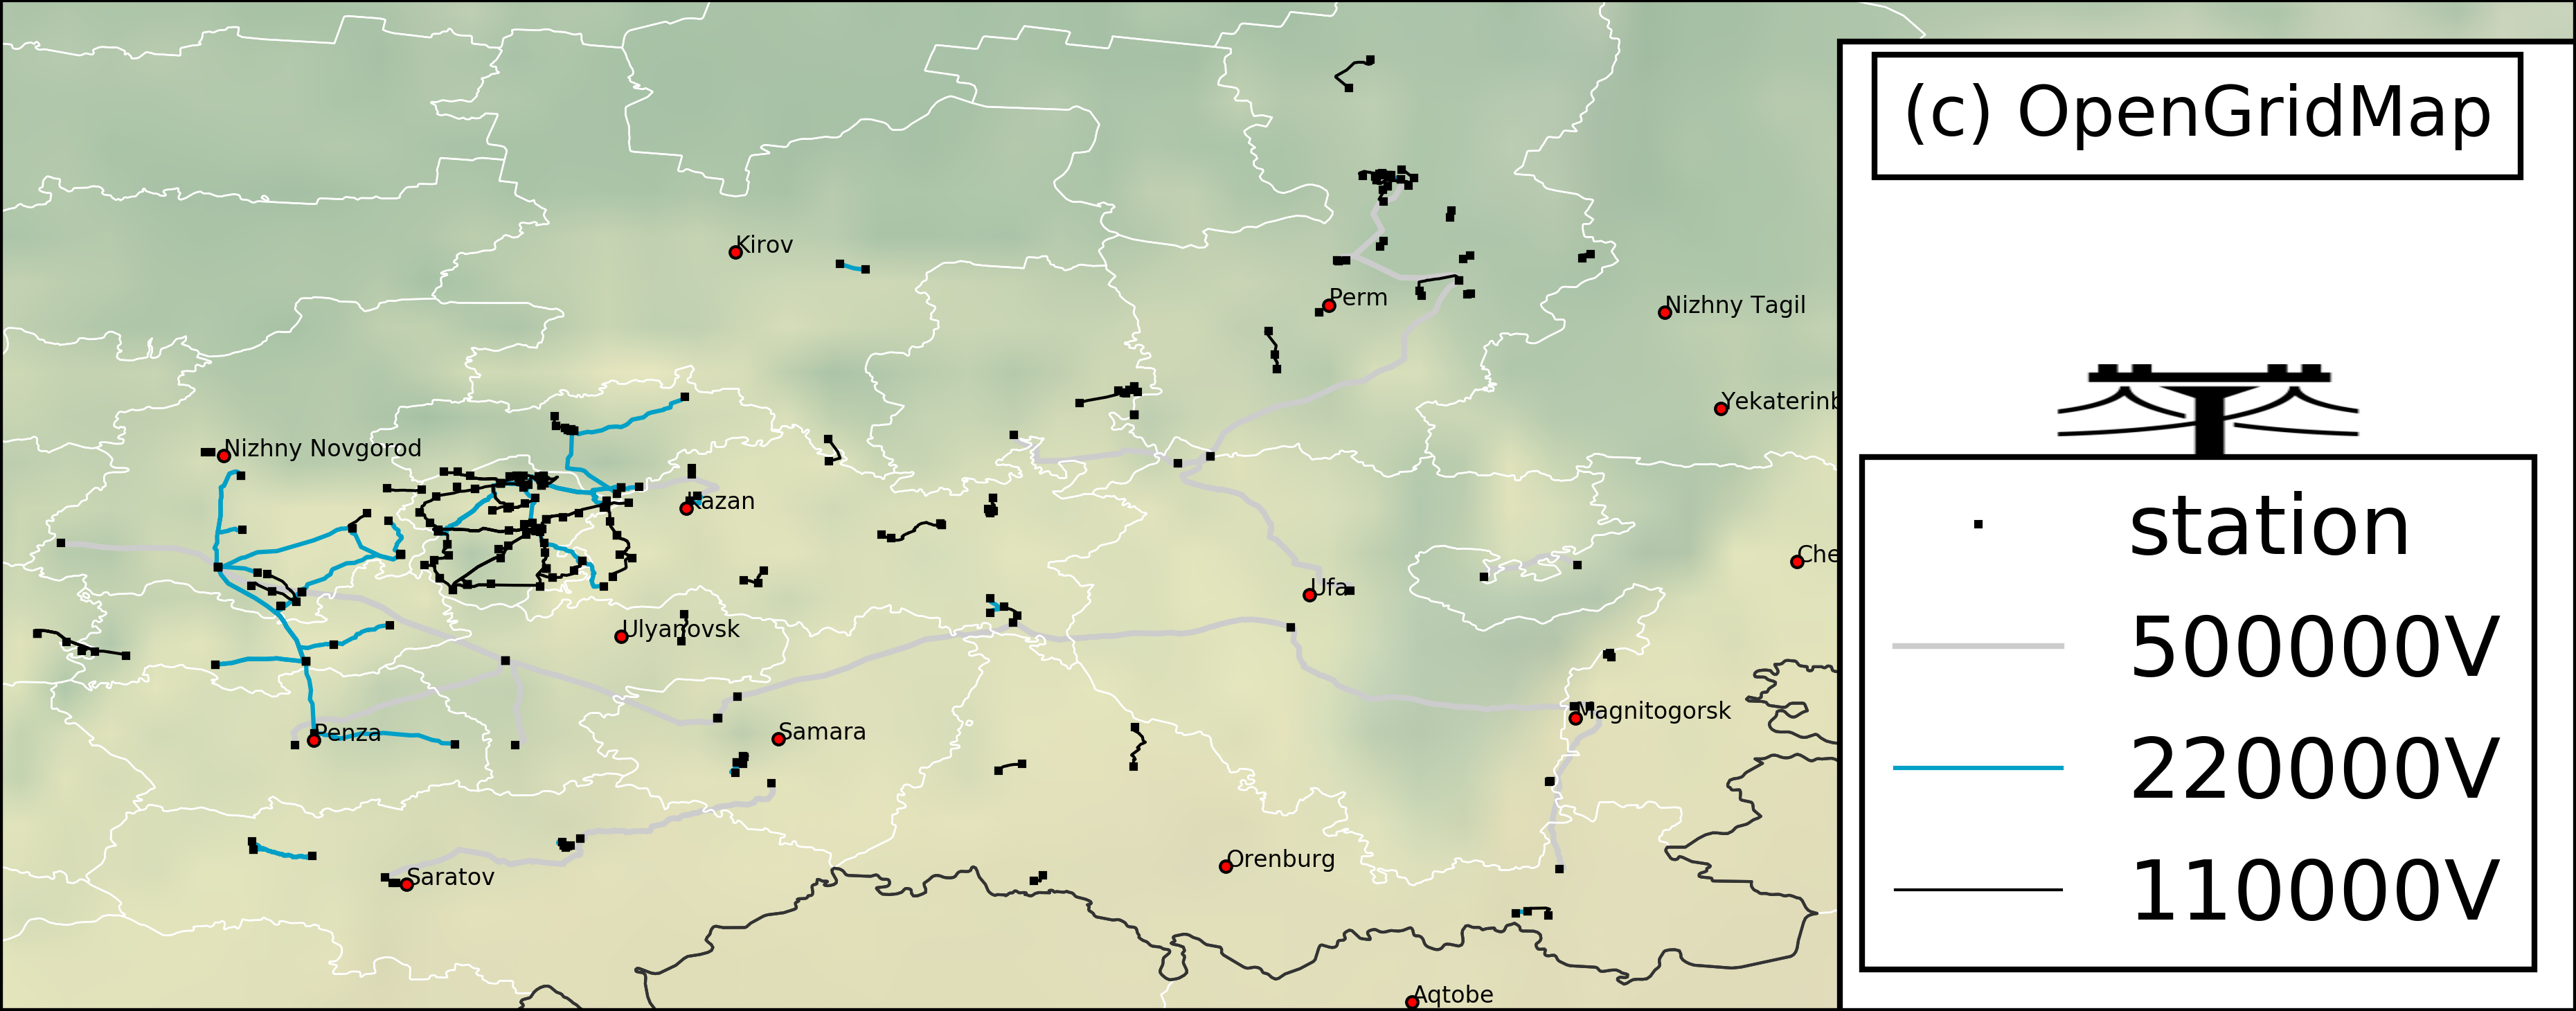 (c) OpenGridMap
Kirov
Perm
Nizhny Tagil
Yekaterinb
Nizhny Novgorod
Kazan
Che
Ufa
Ulyanovsk
Magnitogorsk
Penza
Samara
Orenburg
Saratov
Aqtobe
station
500000V
220000V
110000V